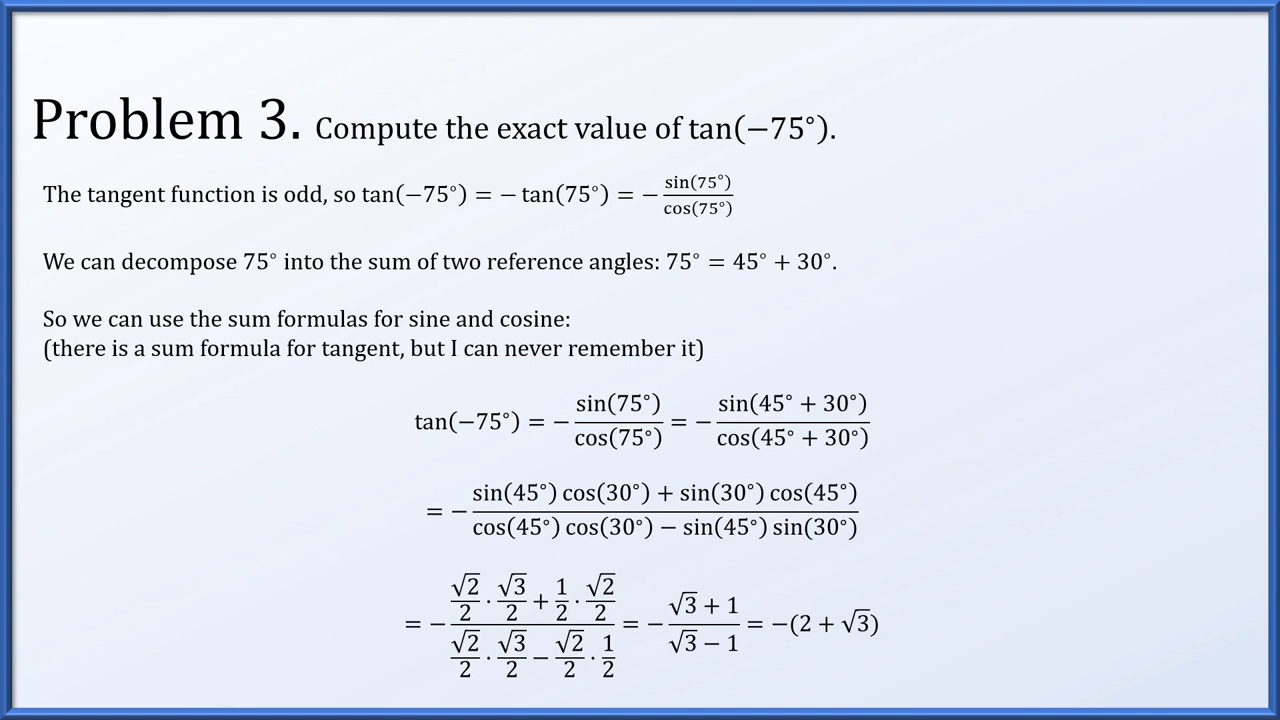 Problem 3. Compute the exact value of tan(−75°).
The tangent function is odd, so tan(−75°) = − tan(75°) = − sin(75°)/cos(75°)
We can decompose 75° into the sum of two reference angles: 75° = 45° + 30°.
So we can use the sum formulas for sine and cosine:
(there is a sum formula for tangent, but I can never remember it)
tan(−75°) = − sin(75°)/cos(75°) = − sin(45° + 30°)/cos(45° + 30°)
= − (sin(45°) cos(30°) + sin(30°) cos(45°))/(cos(45°) cos(30°) − sin(45°) sin(30°))
= − (√2/2 · √3/2 + 1/2 · √2/2)/(√2/2 · √3/2 − √2/2 · 1/2) = − (√3 + 1)/(√3 − 1) = −(2 + √3)